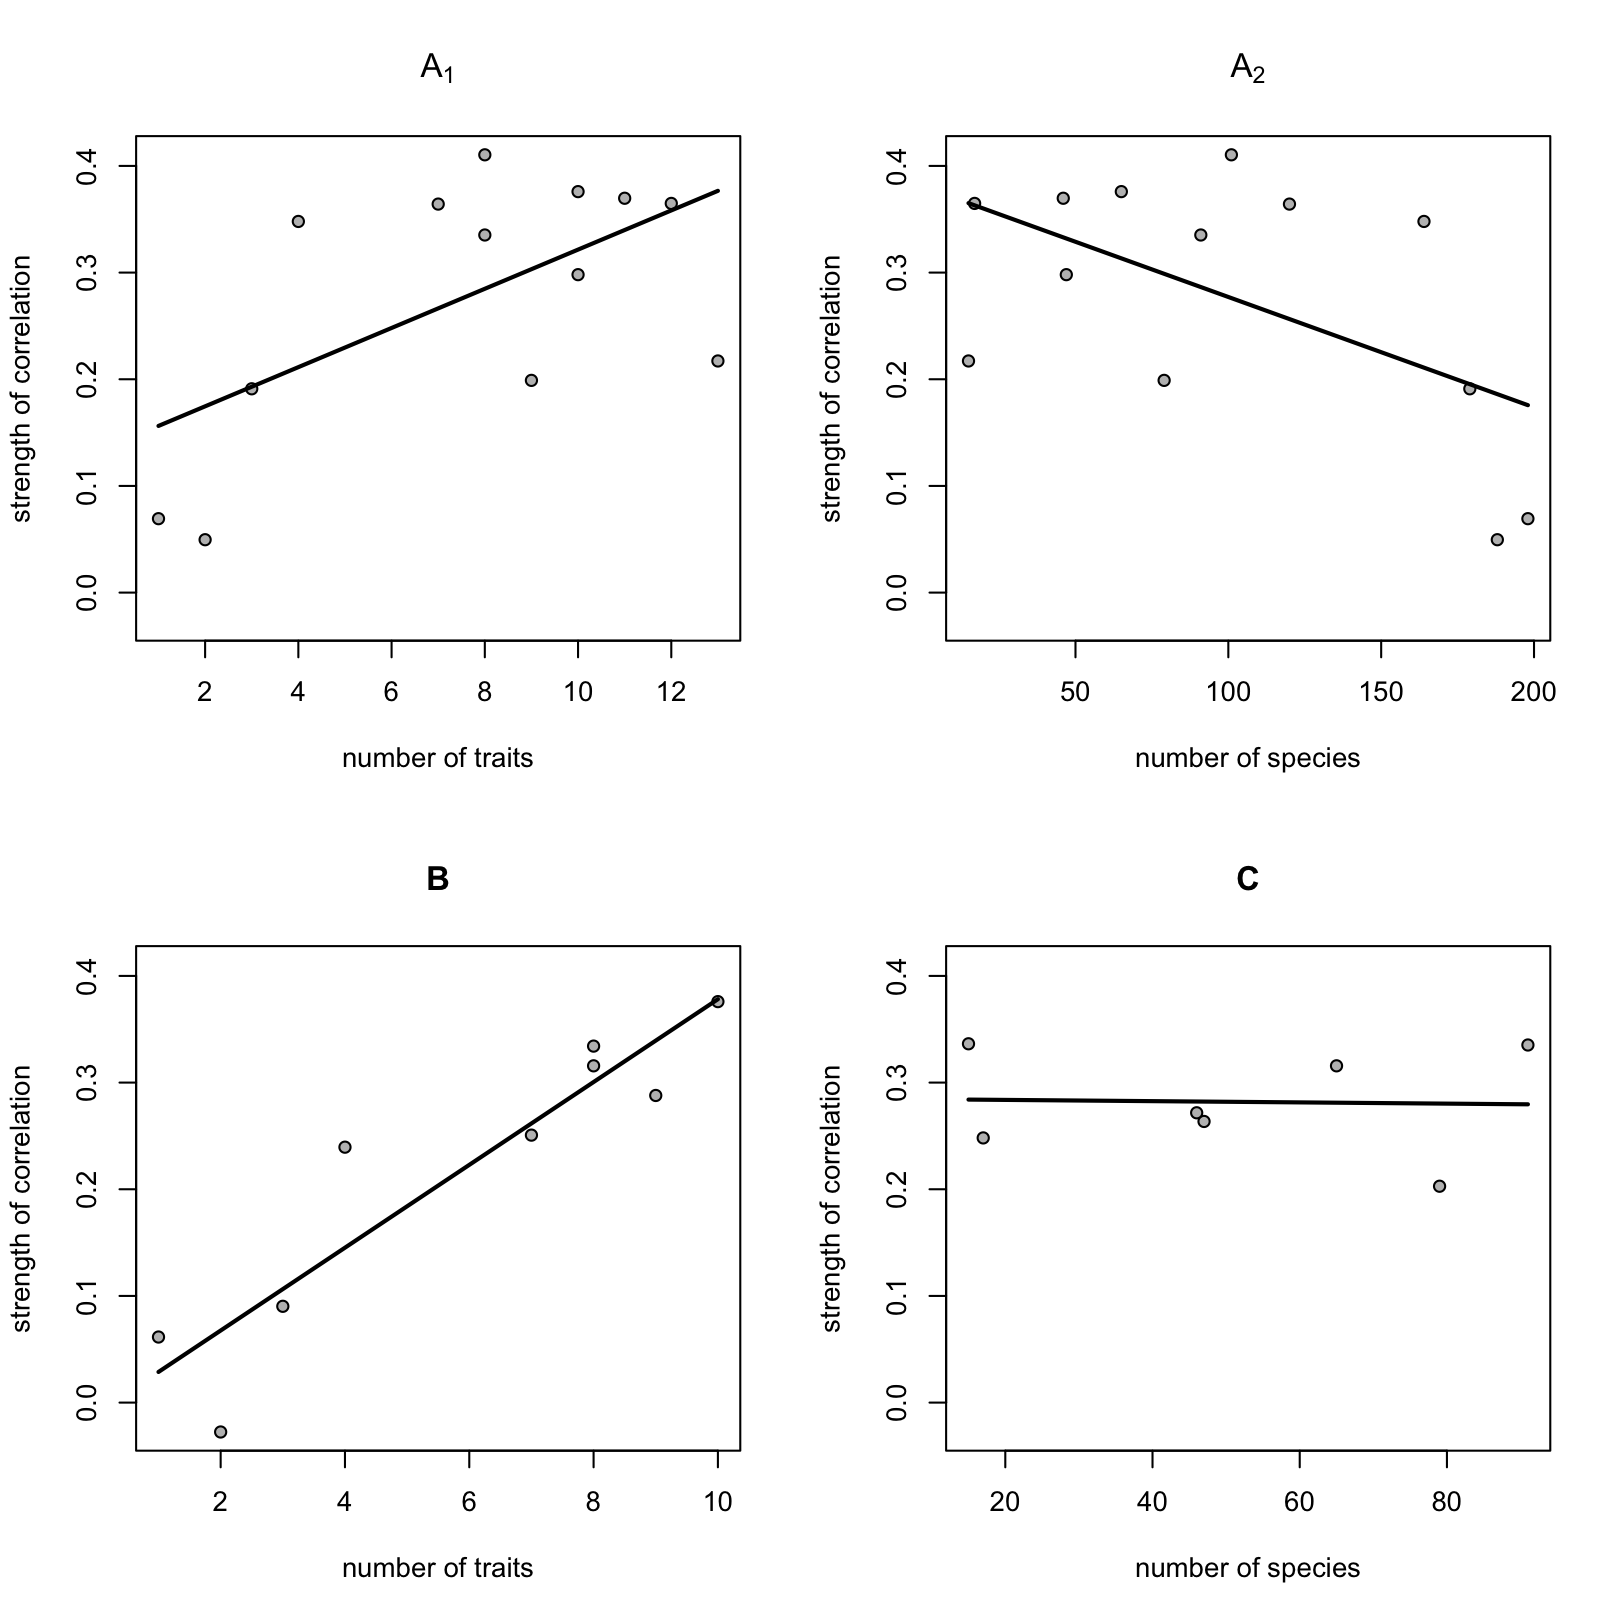 A₁
0.4
0.3
0.2
0.1
0.0
strength of correlation
2 4 6 8 10 12
number of traits
A₂
0.4
0.3
0.2
0.1
0.0
strength of correlation
50 100 150 200
number of species
B
0.4
0.3
0.2
0.1
0.0
strength of correlation
2 4 6 8 10
number of traits
C
0.4
0.3
0.2
0.1
0.0
strength of correlation
20 40 60 80
number of species